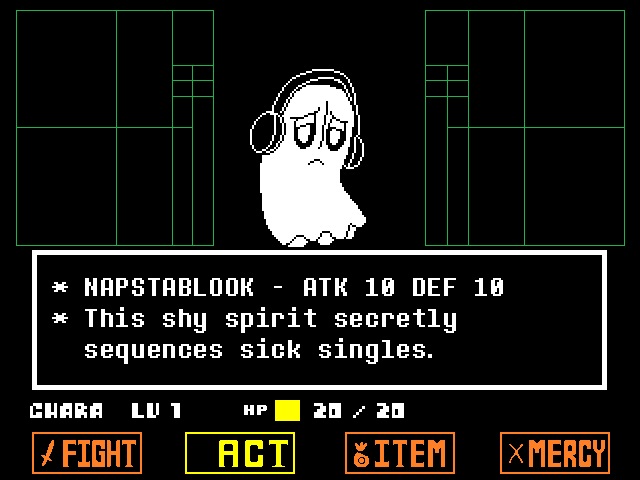 * NAPSTABLOOK - ATK 10 DEF 10
* This shy spirit secretly
sequences sick singles.
CHARA LV 1 HP 20 / 20
FIGHT ACT ITEM MERCY